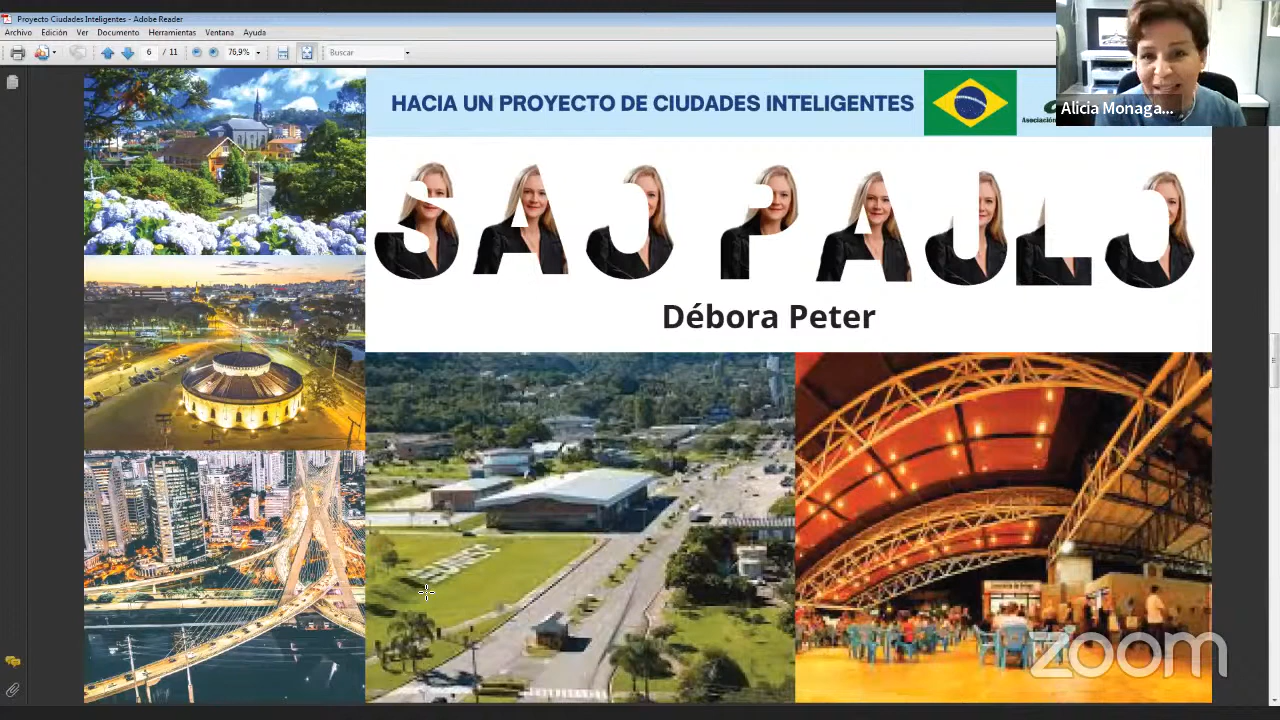 Proyecto Ciudades Inteligentes - Adobe Reader
Archivo Edición Ver Documento Herramientas Ventana Ayuda
6 / 11 76,9% Buscar
HACIA UN PROYECTO DE CIUDADES INTELIGENTES
Asociación
Alicia Monaga...
SAO PAULO
Débora Peter
zoom